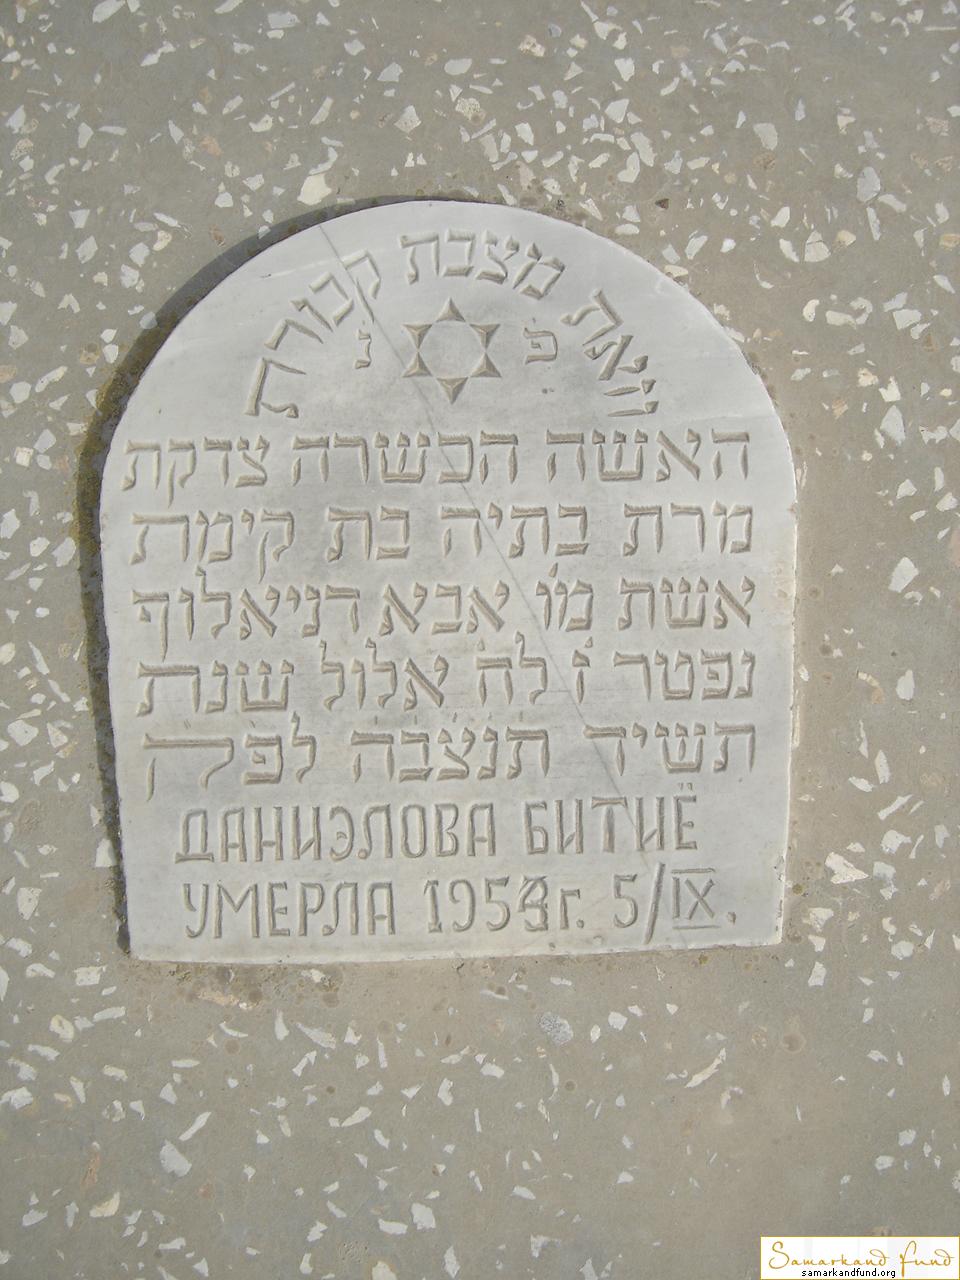 וזאת מצבת קבורת
פ נ
האשה הכשרה צדקת
מרת בתיה בת קימת
אשת מו אבא דניאלוף
נפטר ז לח אלול שנת
תשיד תנצבה לפק
ДАНИЭЛОВА БИТИЁ
УМЕРЛА 1954г. 5/IX.
Samarkand fund
samarkandfund.org